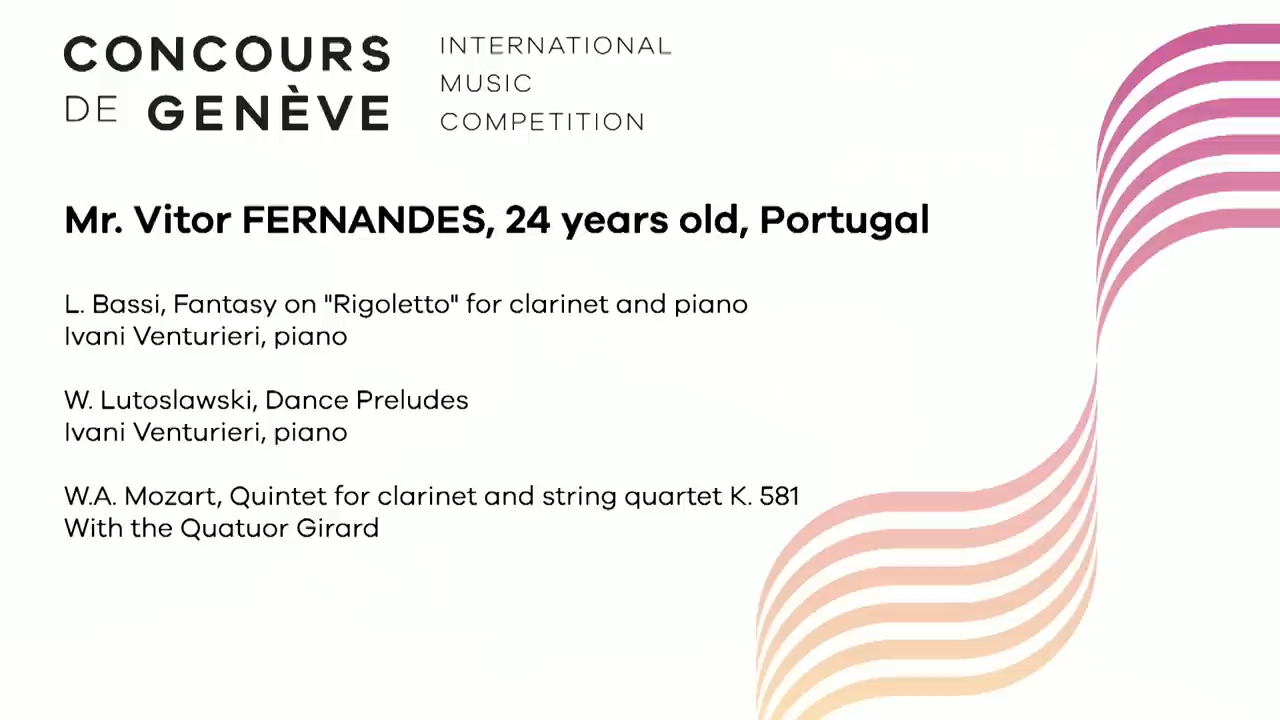 CONCOURS
DE GENÈVE
INTERNATIONAL
MUSIC
COMPETITION
Mr. Vitor FERNANDES, 24 years old, Portugal
L. Bassi, Fantasy on "Rigoletto" for clarinet and piano
Ivani Venturieri, piano
W. Lutoslawski, Dance Preludes
Ivani Venturieri, piano
W.A. Mozart, Quintet for clarinet and string quartet K. 581
With the Quatuor Girard